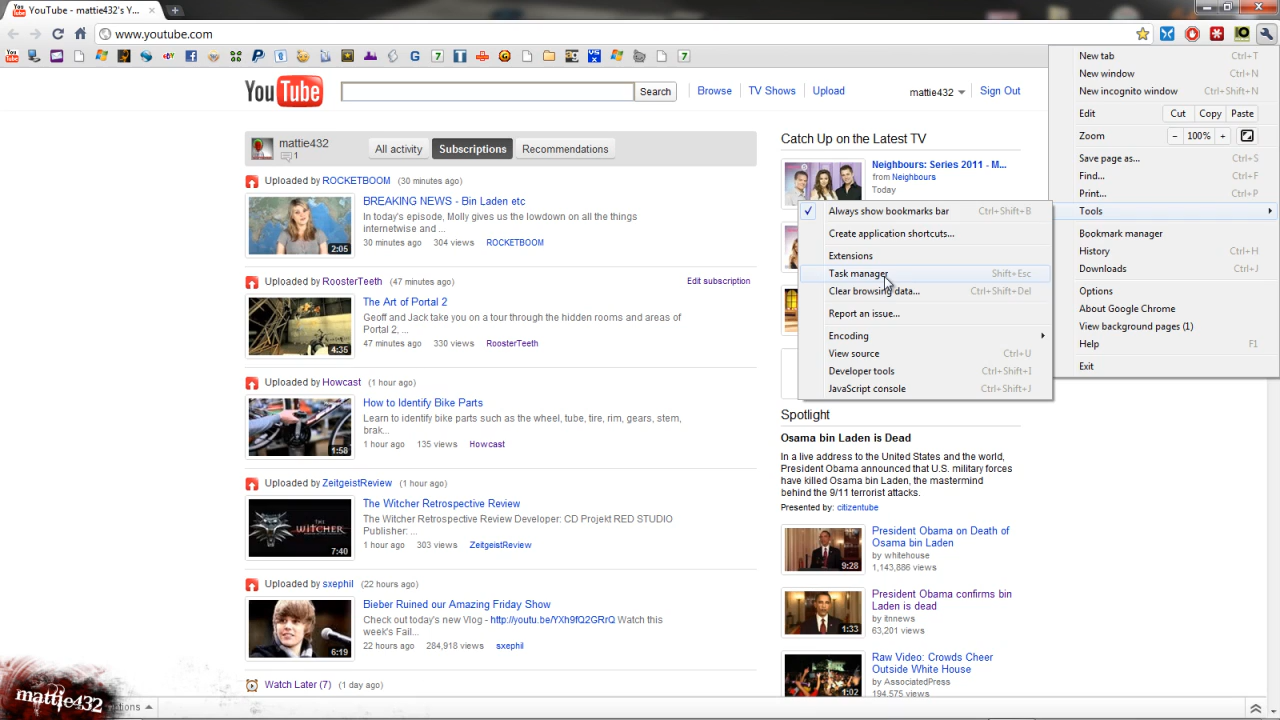 YouTube - mattie432's Y...
www.youtube.com
YouTube
Search
Browse
TV Shows
Upload
mattie432
Sign Out
mattie432
1
All activity
Subscriptions
Recommendations
Uploaded by ROCKETBOOM (30 minutes ago)
2:05
BREAKING NEWS - Bin Laden etc
In today's episode, Molly gives us the lowdown on all the things
interesting and internet!
30 minutes ago 304 views ROCKETBOOM
Uploaded by RoosterTeeth (47 minutes ago)
Edit subscription
4:35
The Art of Portal 2
Geoff and Jack take you on a tour through the hidden rooms and areas of
Portal 2, ...
47 minutes ago 330 views RoosterTeeth
Uploaded by Howcast (1 hour ago)
1:58
How to Identify Bike Parts
Learn to identify bike parts such as the wheel, tube, tire, rim, gears, stem,
brak...
1 hour ago 135 views Howcast
Uploaded by ZeitgeistReview (1 hour ago)
THE WITCHER
7:40
The Witcher Retrospective Review
The Witcher Retrospective Review Developer: CD Projekt RED STUDIO
Publisher: ...
1 hour ago 303 views ZeitgeistReview
Uploaded by sxephil (22 hours ago)
6:19
Bieber Ruined our Amazing Friday Show
Check out today's new Vlog - http://youtu.be/YXh9fQ2GRrQ Watch this
week's Fail...
22 hours ago 284,918 views sxephil
Watch Later (7) (1 day ago)
Catch Up on the Latest TV
Neighbours: Series 2011 - M...
from Neighbours
Today
Spotlight
Osama bin Laden is Dead
In a live address to the United States and the world,
President Obama announced that U.S. military forces
have killed Osama bin Laden, the mastermind
behind the 9/11 terrorist attacks.
Presented by: citizentube
9:28
President Obama on Death of
Osama bin Laden
by whitehouse
1,143,886 views
1:33
President Obama confirms bin
Laden is dead
by itnnews
63,201 views
1:02
Raw Video: Crowds Cheer
Outside White House
by AssociatedPress
194,575 views
Always show bookmarks bar Ctrl+Shift+B
Create application shortcuts...
Extensions
Task manager Shift+Esc
Clear browsing data... Ctrl+Shift+Del
Report an issue...
Encoding
View source Ctrl+U
Developer tools Ctrl+Shift+I
JavaScript console Ctrl+Shift+J
New tab Ctrl+T
New window Ctrl+N
New incognito window Ctrl+Shift+N
Edit Cut Copy Paste
Zoom - 100% +
Save page as... Ctrl+S
Find... Ctrl+F
Print... Ctrl+P
Tools
Bookmark manager
History Ctrl+H
Downloads Ctrl+J
Options
About Google Chrome
View background pages (1)
Help F1
Exit
mattie432